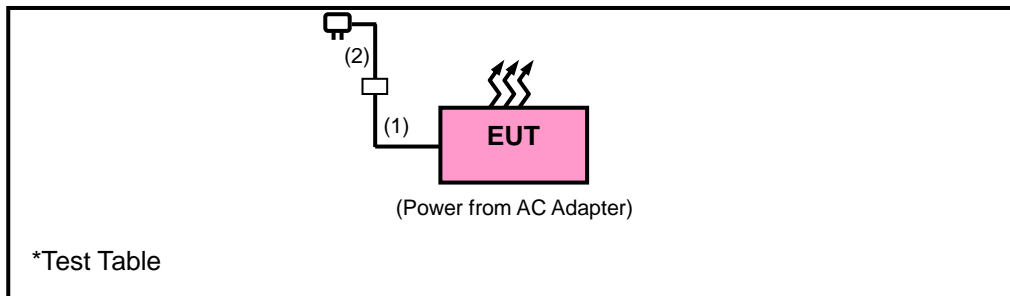 (2)
(1)
EUT
(Power from AC Adapter)
*Test Table